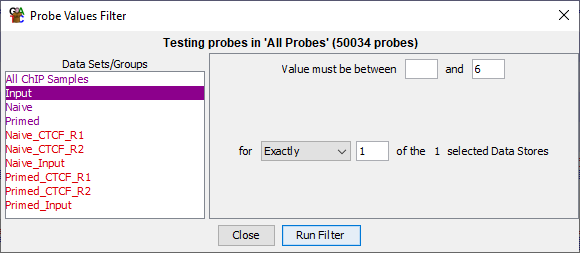 Probe Values Filter
Testing probes in 'All Probes' (50034 probes)
Data Sets/Groups
All ChIP Samples
Input
Naive
Primed
Naive_CTCF_R1
Naive_CTCF_R2
Naive_Input
Primed_CTCF_R1
Primed_CTCF_R2
Primed_Input
Value must be between and 6
for Exactly 1 of the 1 selected Data Stores
Close Run Filter